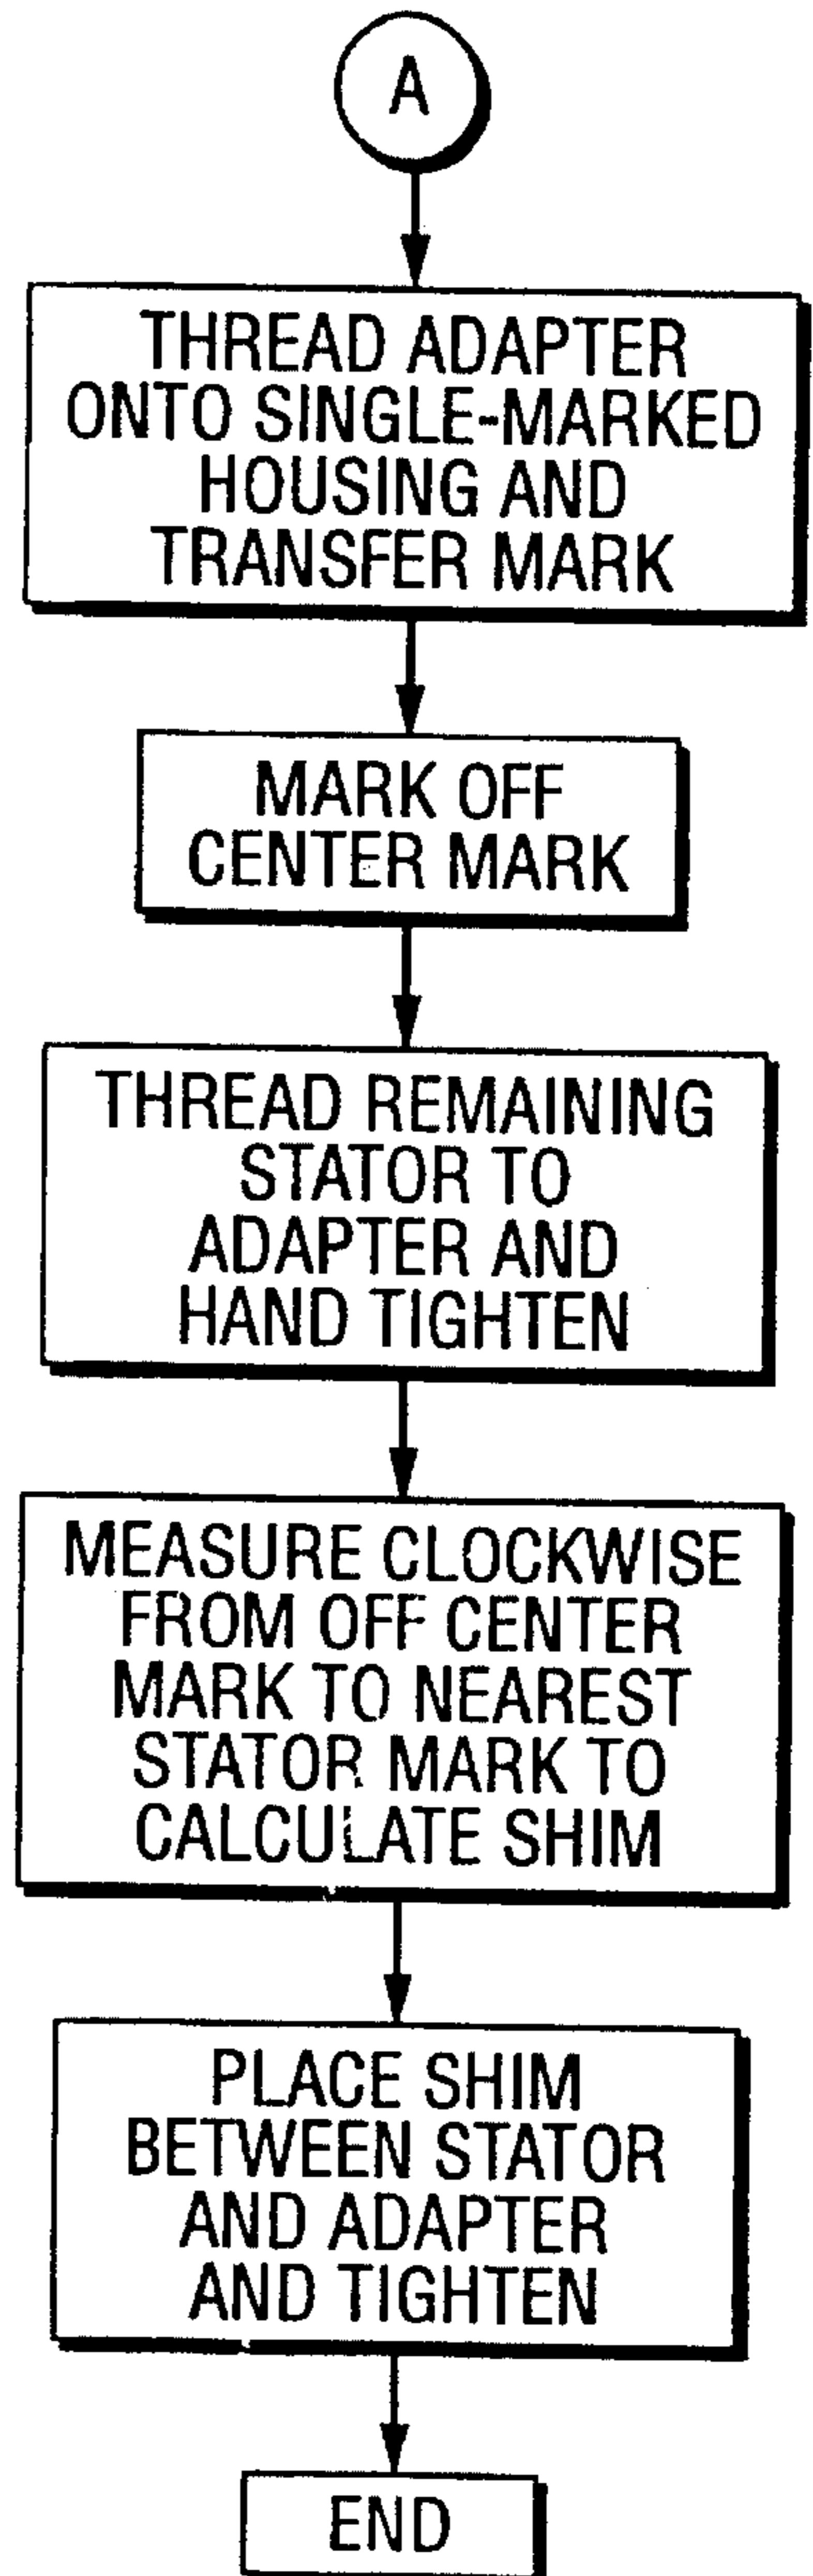 A
THREAD ADAPTER
ONTO SINGLE-MARKED
HOUSING AND
TRANSFER MARK
MARK OFF
CENTER MARK
THREAD REMAINING
STATOR TO
ADAPTER AND
HAND TIGHTEN
MEASURE CLOCKWISE
FROM OFF CENTER
MARK TO NEAREST
STATOR MARK TO
CALCULATE SHIM
PLACE SHIM
BETWEEN STATOR
AND ADAPTER
AND TIGHTEN
END